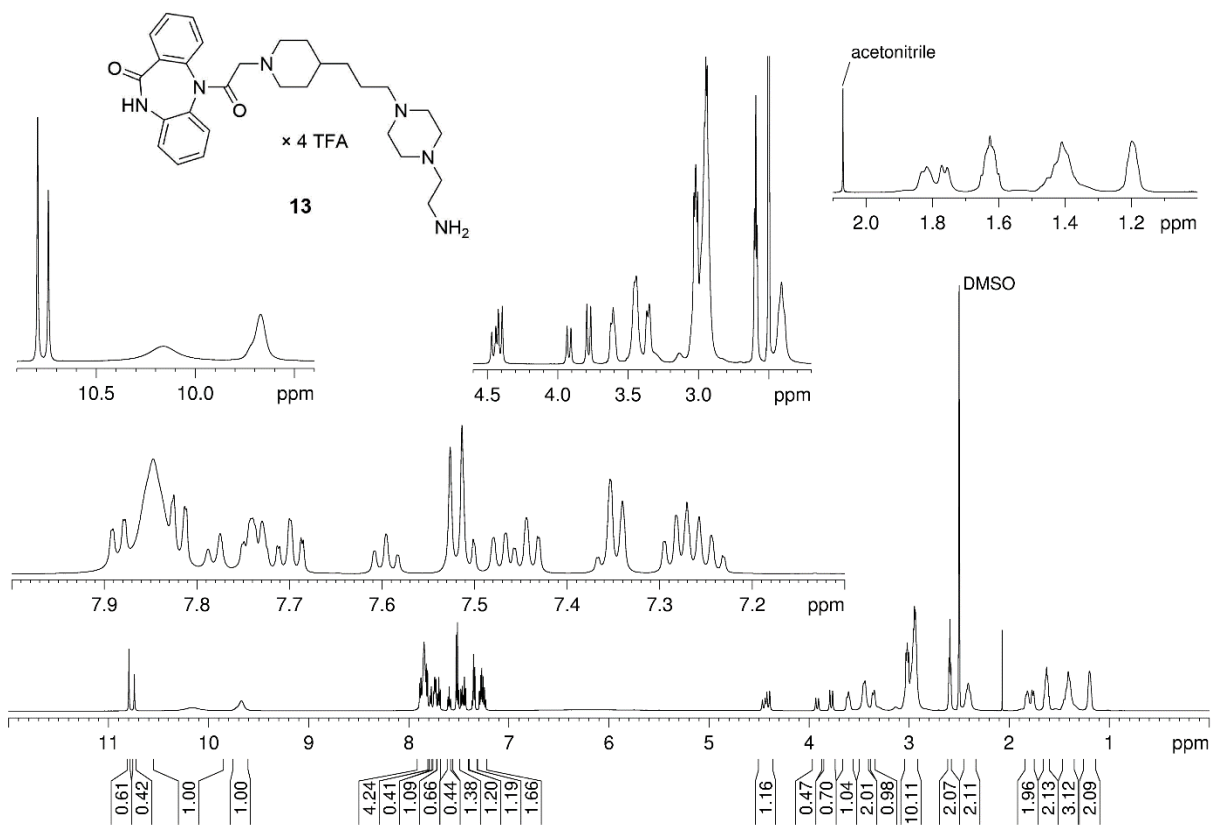 O
HN
N
O
N
N
N
NH₂
× 4 TFA
13
acetonitrile
2.0 1.8 1.6 1.4 1.2 ppm
10.5 10.0 ppm
4.5 4.0 3.5 3.0 ppm
DMSO
7.9 7.8 7.7 7.6 7.5 7.4 7.3 7.2 ppm
11 10 9 8 7 6 5 4 3 2 1 ppm
0.61 0.42 1.00 1.00 4.24 0.41 1.09 0.66 0.44 1.38 1.20 1.19 1.66 1.16 0.47 0.70 1.04 2.01 0.98 10.11 2.07 2.11 1.96 2.13 3.12 2.09